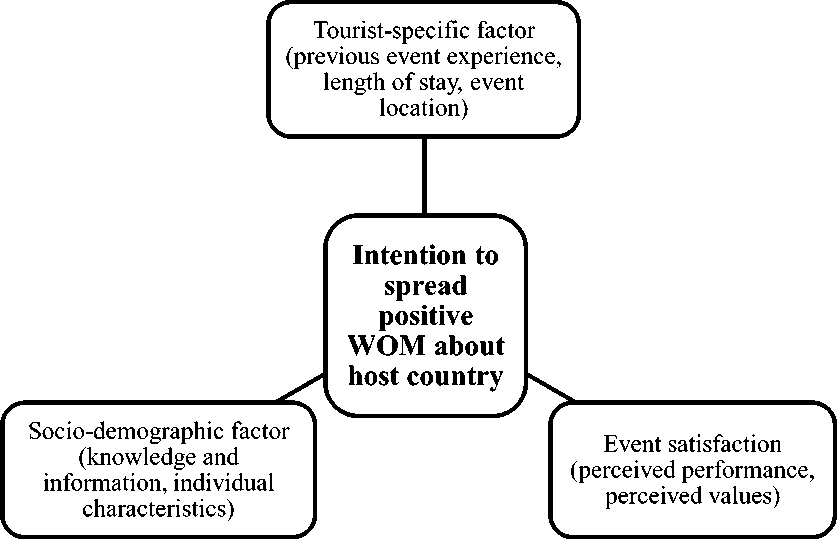 Tourist-specific factor
(previous event experience,
length of stay, event
location)
Intention to
spread
positive
WOM about
host country
Socio-demographic factor
(knowledge and
information, individual
characteristics)
Event satisfaction
(perceived performance,
perceived values)